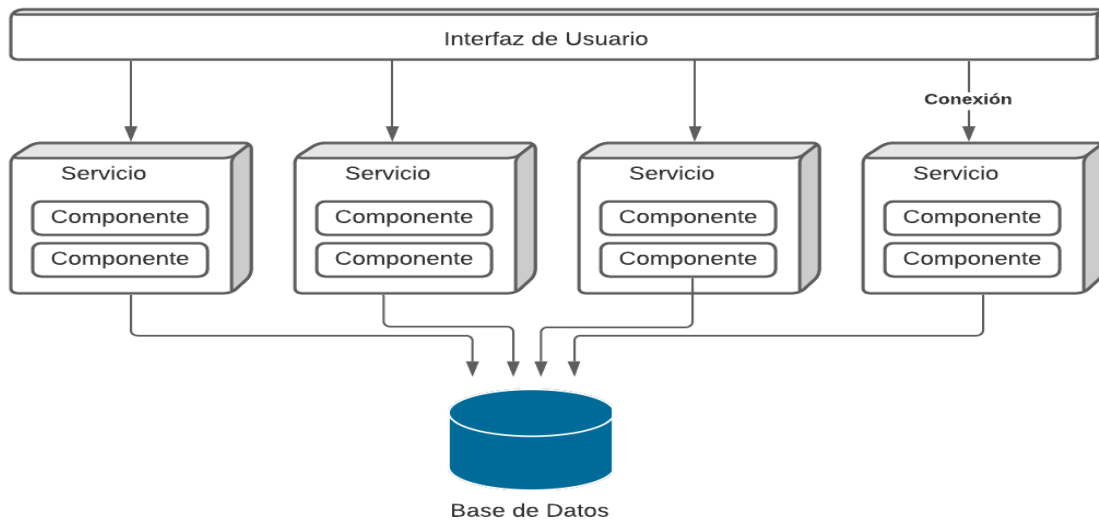 Interfaz de Usuario
Conexión
Servicio
Componente
Componente
Servicio
Componente
Componente
Servicio
Componente
Componente
Servicio
Componente
Componente
Base de Datos